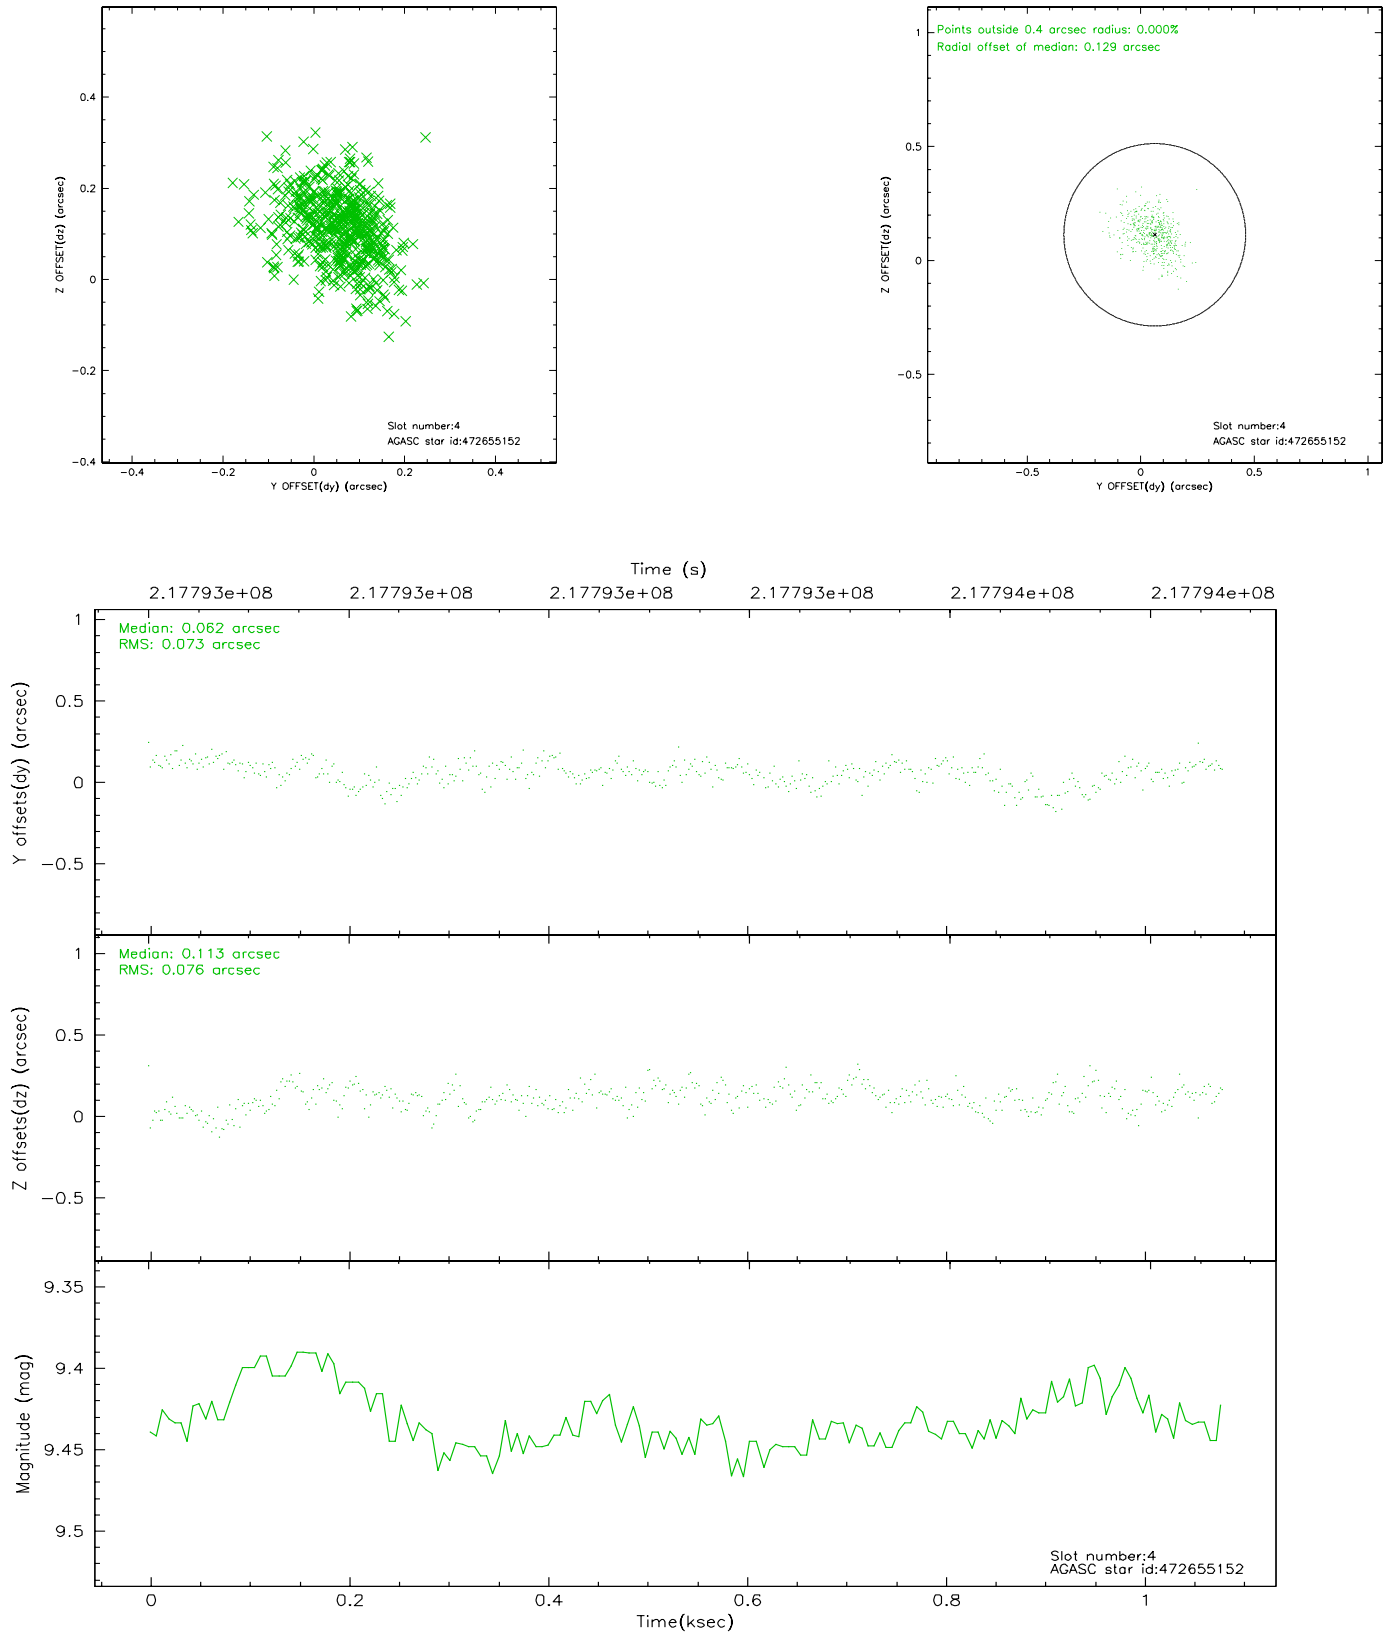 0.4
0.2
0
−0.2
−0.4
Z OFFSET(dz) (arcsec)
Slot number:4
AGASC star id:472655152
−0.4 −0.2 0 0.2 0.4
Y OFFSET(dy) (arcsec)
Points outside 0.4 arcsec radius: 0.000%
Radial offset of median: 0.129 arcsec
1
0.5
0
−0.5
Z OFFSET(dz) (arcsec)
Slot number:4
AGASC star id:472655152
−0.5 0 0.5 1
Y OFFSET(dy) (arcsec)
Time (s)
2.17793e+08 2.17793e+08 2.17793e+08 2.17793e+08 2.17794e+08 2.17794e+08
Median: 0.062 arcsec
RMS: 0.073 arcsec
1
0.5
0
−0.5
Y offsets(dy) (arcsec)
Median: 0.113 arcsec
RMS: 0.076 arcsec
1
0.5
0
−0.5
Z offsets(dz) (arcsec)
9.35
9.4
9.45
9.5
Magnitude (mag)
Slot number:4
AGASC star id:472655152
0 0.2 0.4 0.6 0.8 1
Time(ksec)